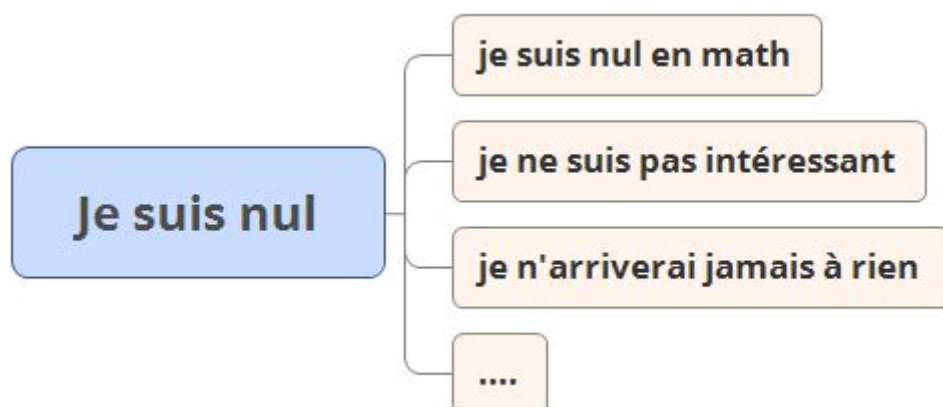 Je suis nul
je suis nul en math
je ne suis pas intéressant
je n'arriverai jamais à rien
....